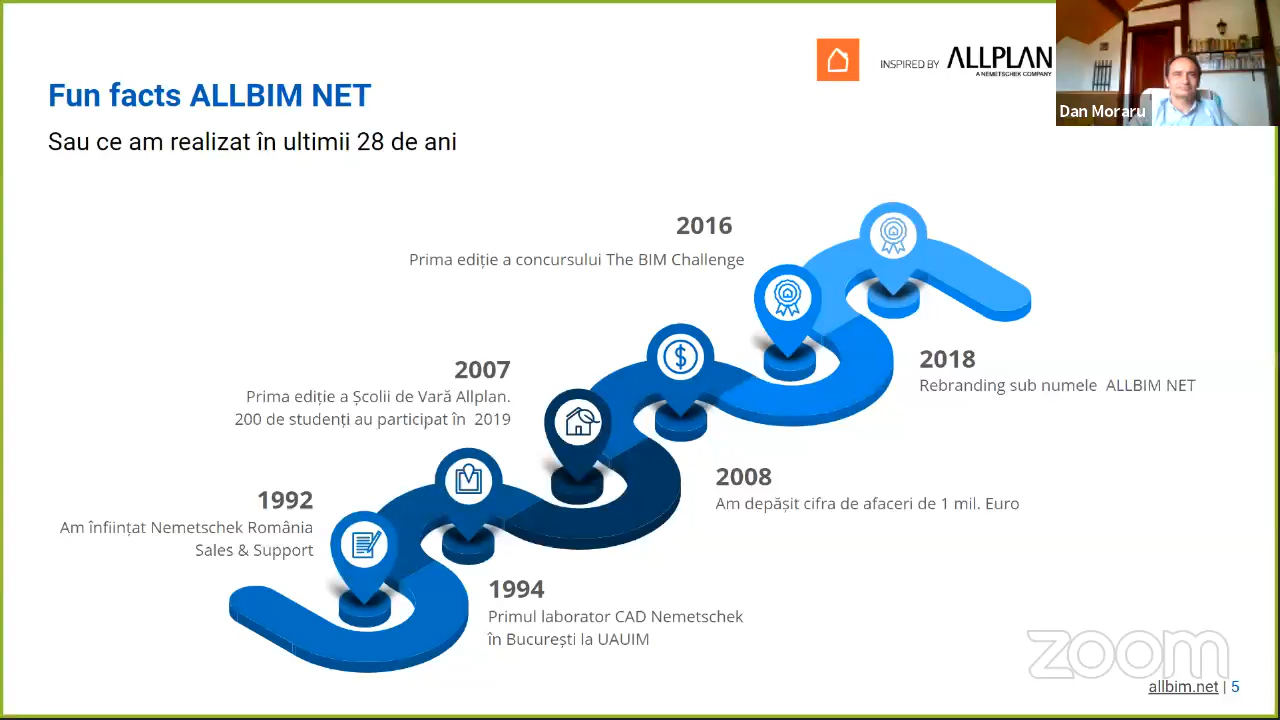 INSPIRED BY ALLPLAN
A NEMETSCHEK COMPANY
Dan Moraru
Fun facts ALLBIM NET
Sau ce am realizat în ultimii 28 de ani
2016
Prima ediție a concursului The BIM Challenge
2018
Rebranding sub numele ALLBIM NET
2007
Prima ediție a Școlii de Vară Allplan.
200 de studenți au participat în 2019
2008
Am depășit cifra de afaceri de 1 mil. Euro
1992
Am înființat Nemetschek România
Sales & Support
1994
Primul laborator CAD Nemetschek
în București la UAUIM
zoom
allbim.net | 5